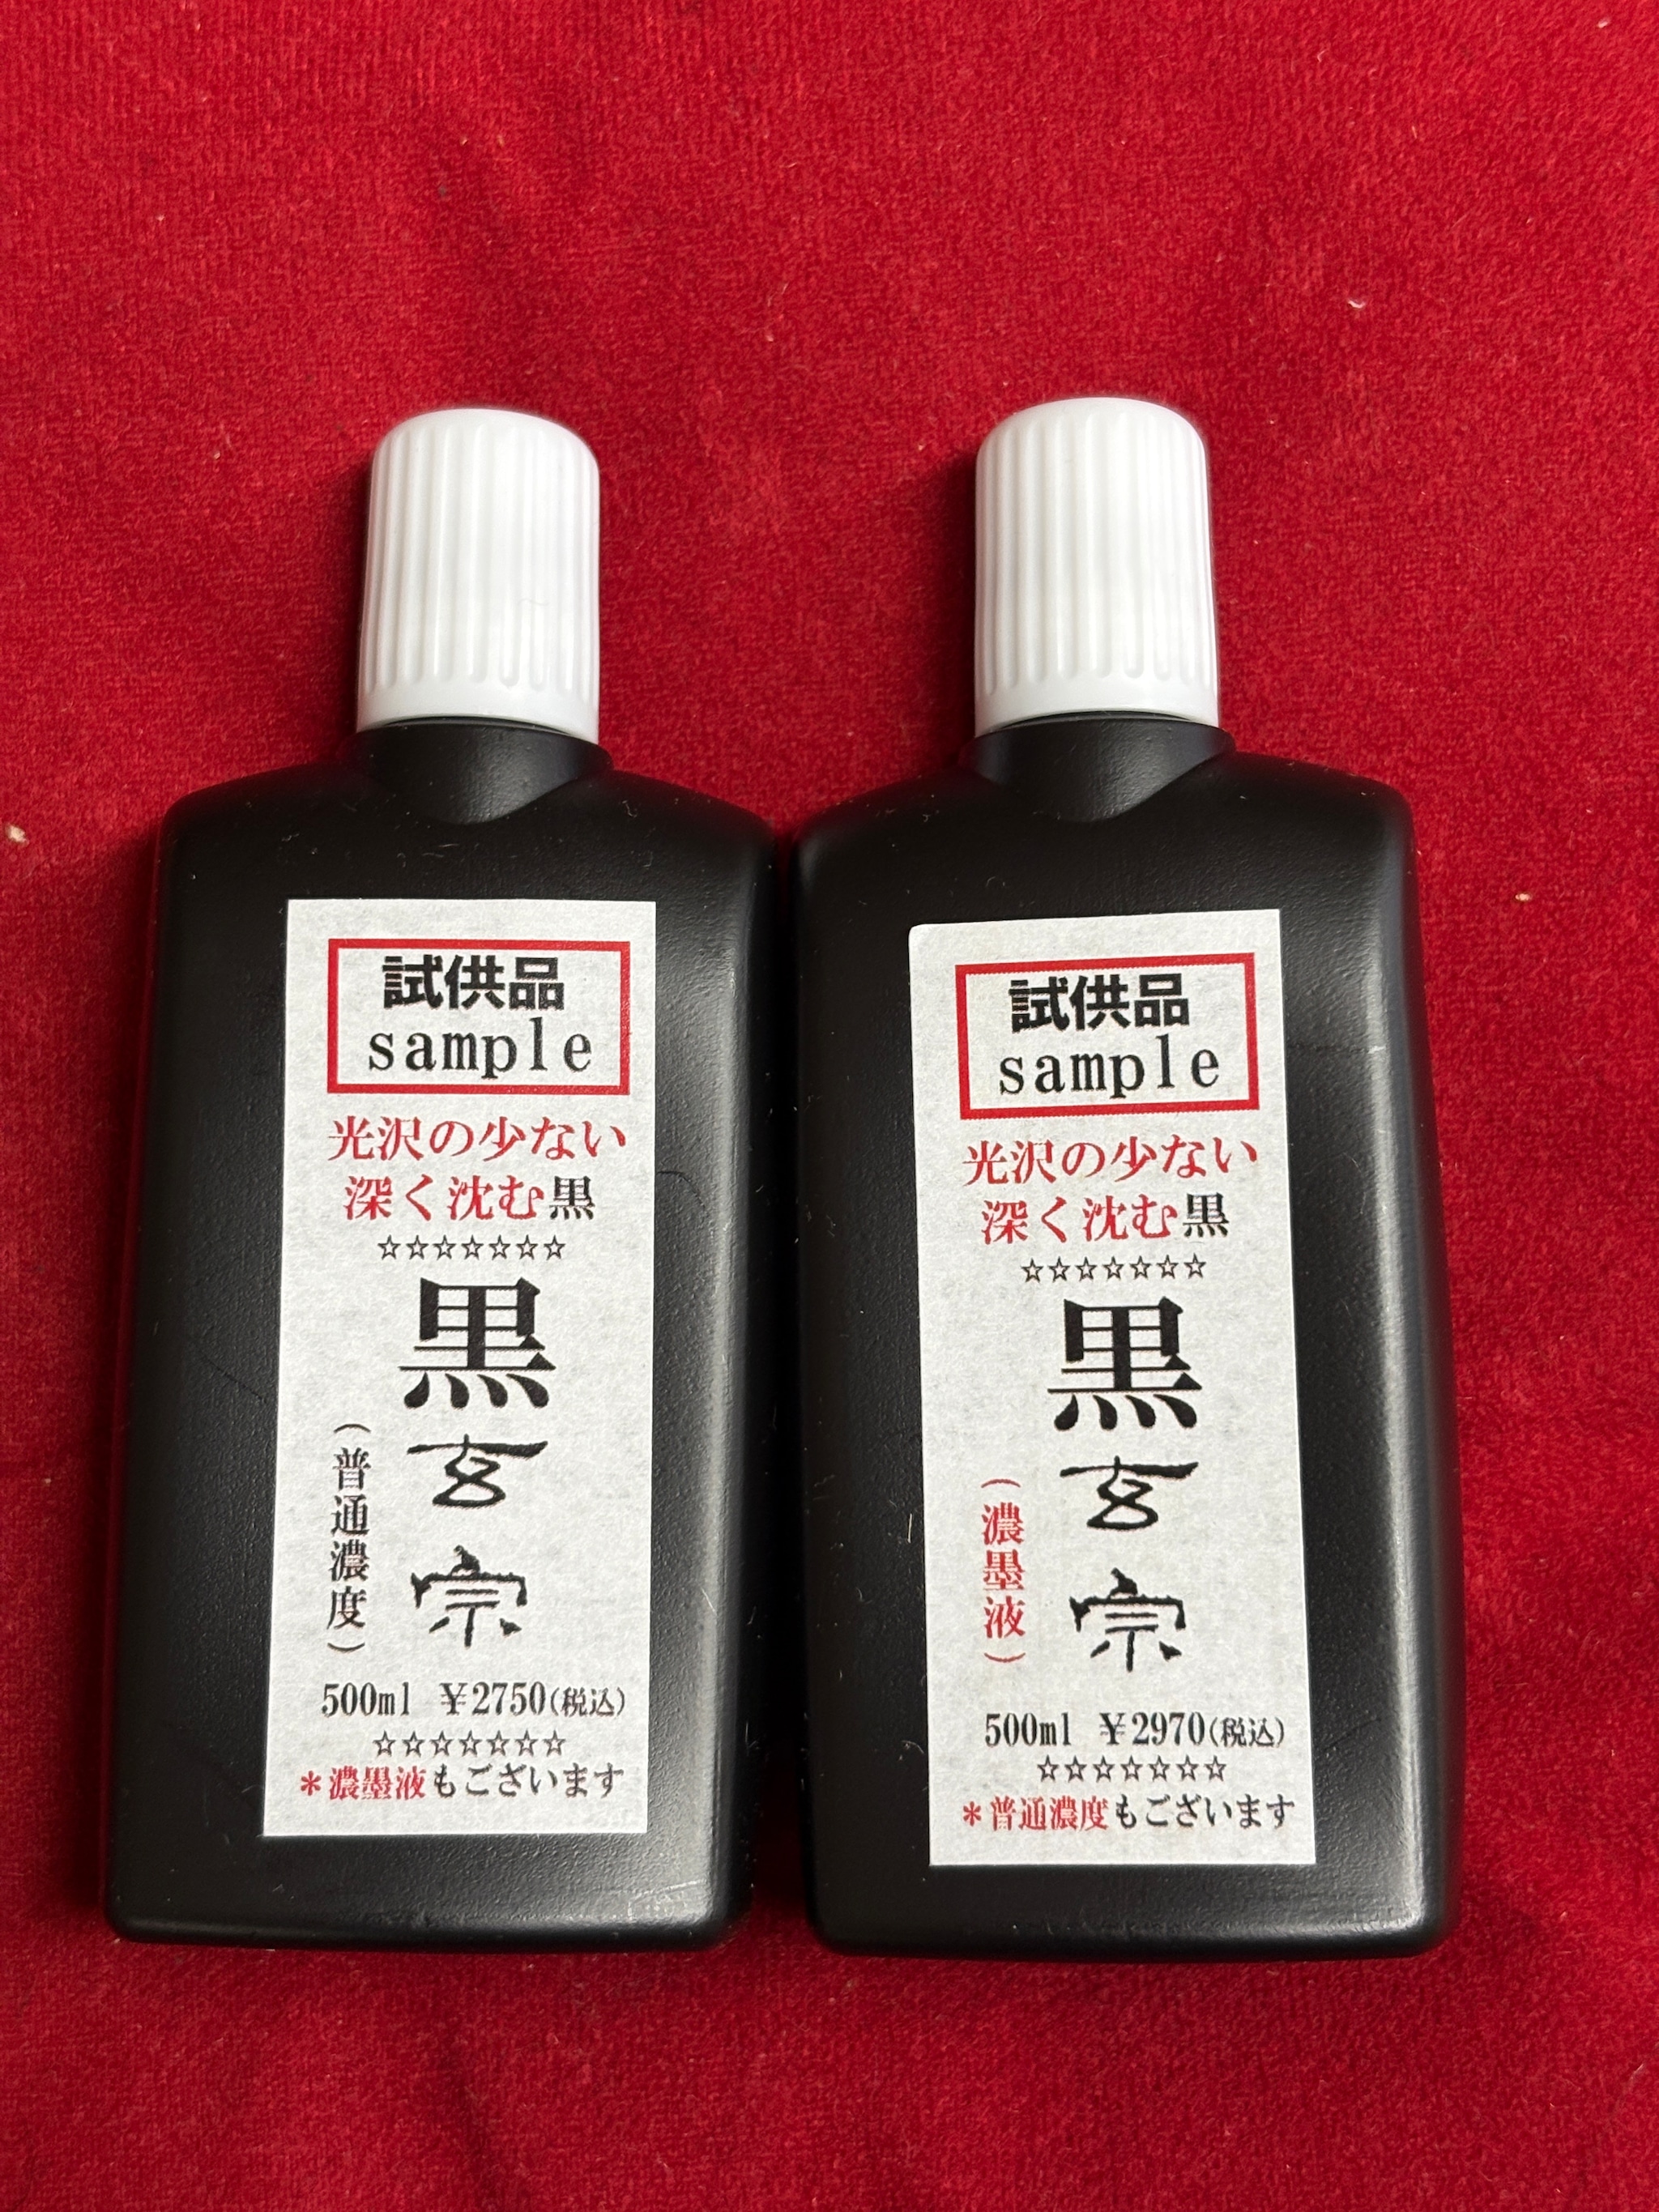 試供品
sample
光沢の少ない
深く沈む黒
☆☆☆☆☆☆☆
黒玄宗
(普通濃度)
500ml ¥2750(税込)
☆☆☆☆☆☆☆
＊濃墨液もございます
試供品
sample
光沢の少ない
深く沈む黒
☆☆☆☆☆☆☆
黒玄宗
(濃墨液)
500ml ¥2970(税込)
☆☆☆☆☆☆☆
＊普通濃度もございます